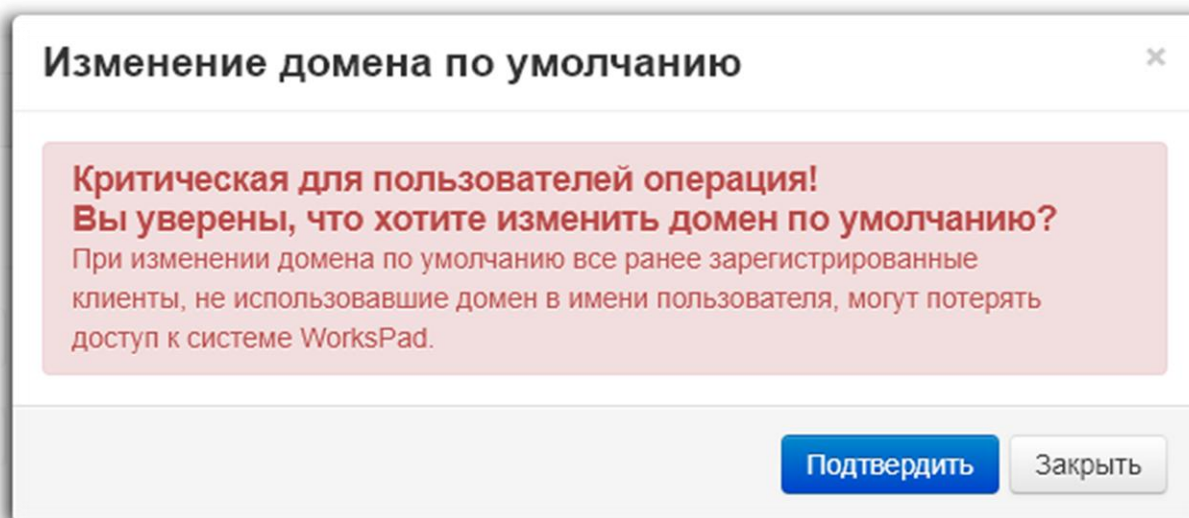 Изменение домена по умолчанию
×
Критическая для пользователей операция!
Вы уверены, что хотите изменить домен по умолчанию?
При изменении домена по умолчанию все ранее зарегистрированные
клиенты, не использовавшие домен в имени пользователя, могут потерять
доступ к системе WorksPad.
Подтвердить
Закрыть